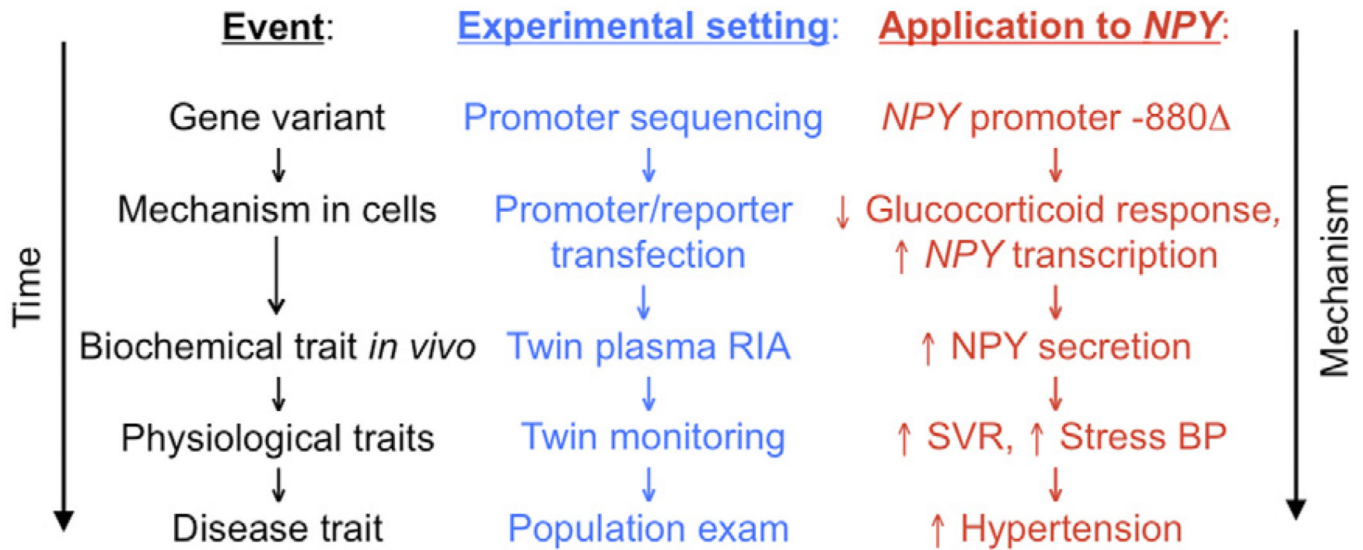 Event: Experimental setting: Application to NPY:
Gene variant Promoter sequencing NPY promoter -880Δ
Mechanism in cells Promoter/reporter ↓ Glucocorticoid response,
transfection ↑ NPY transcription
Biochemical trait in vivo Twin plasma RIA ↑ NPY secretion
Physiological traits Twin monitoring ↑ SVR, ↑ Stress BP
Disease trait Population exam ↑ Hypertension
Time
Mechanism